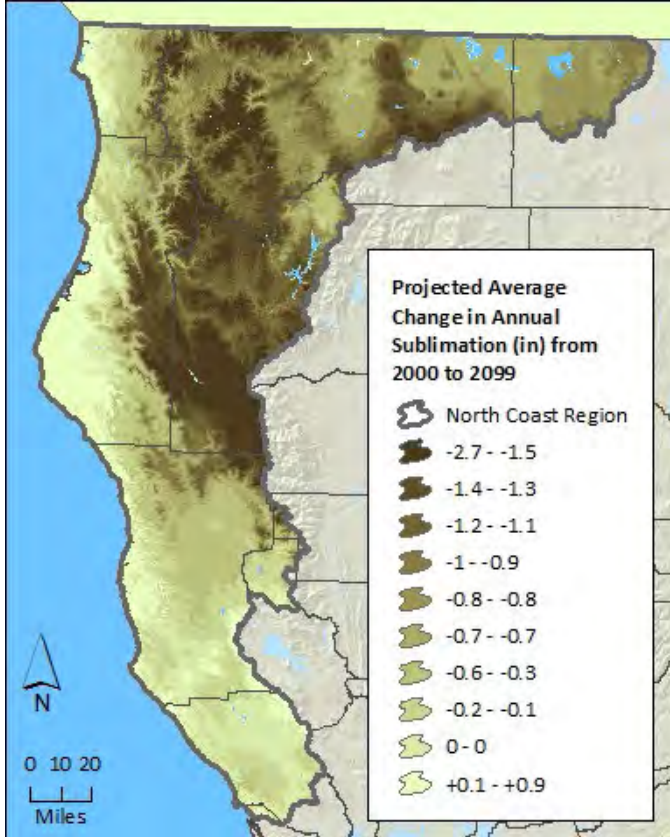 Projected Average
Change in Annual
Sublimation (in) from
2000 to 2099
North Coast Region
-2.7 - -1.5
-1.4 - -1.3
-1.2 - -1.1
-1 - -0.9
-0.8 - -0.8
-0.7 - -0.7
-0.6 - -0.3
-0.2 - -0.1
0 - 0
+0.1 - +0.9
N
0 10 20
Miles